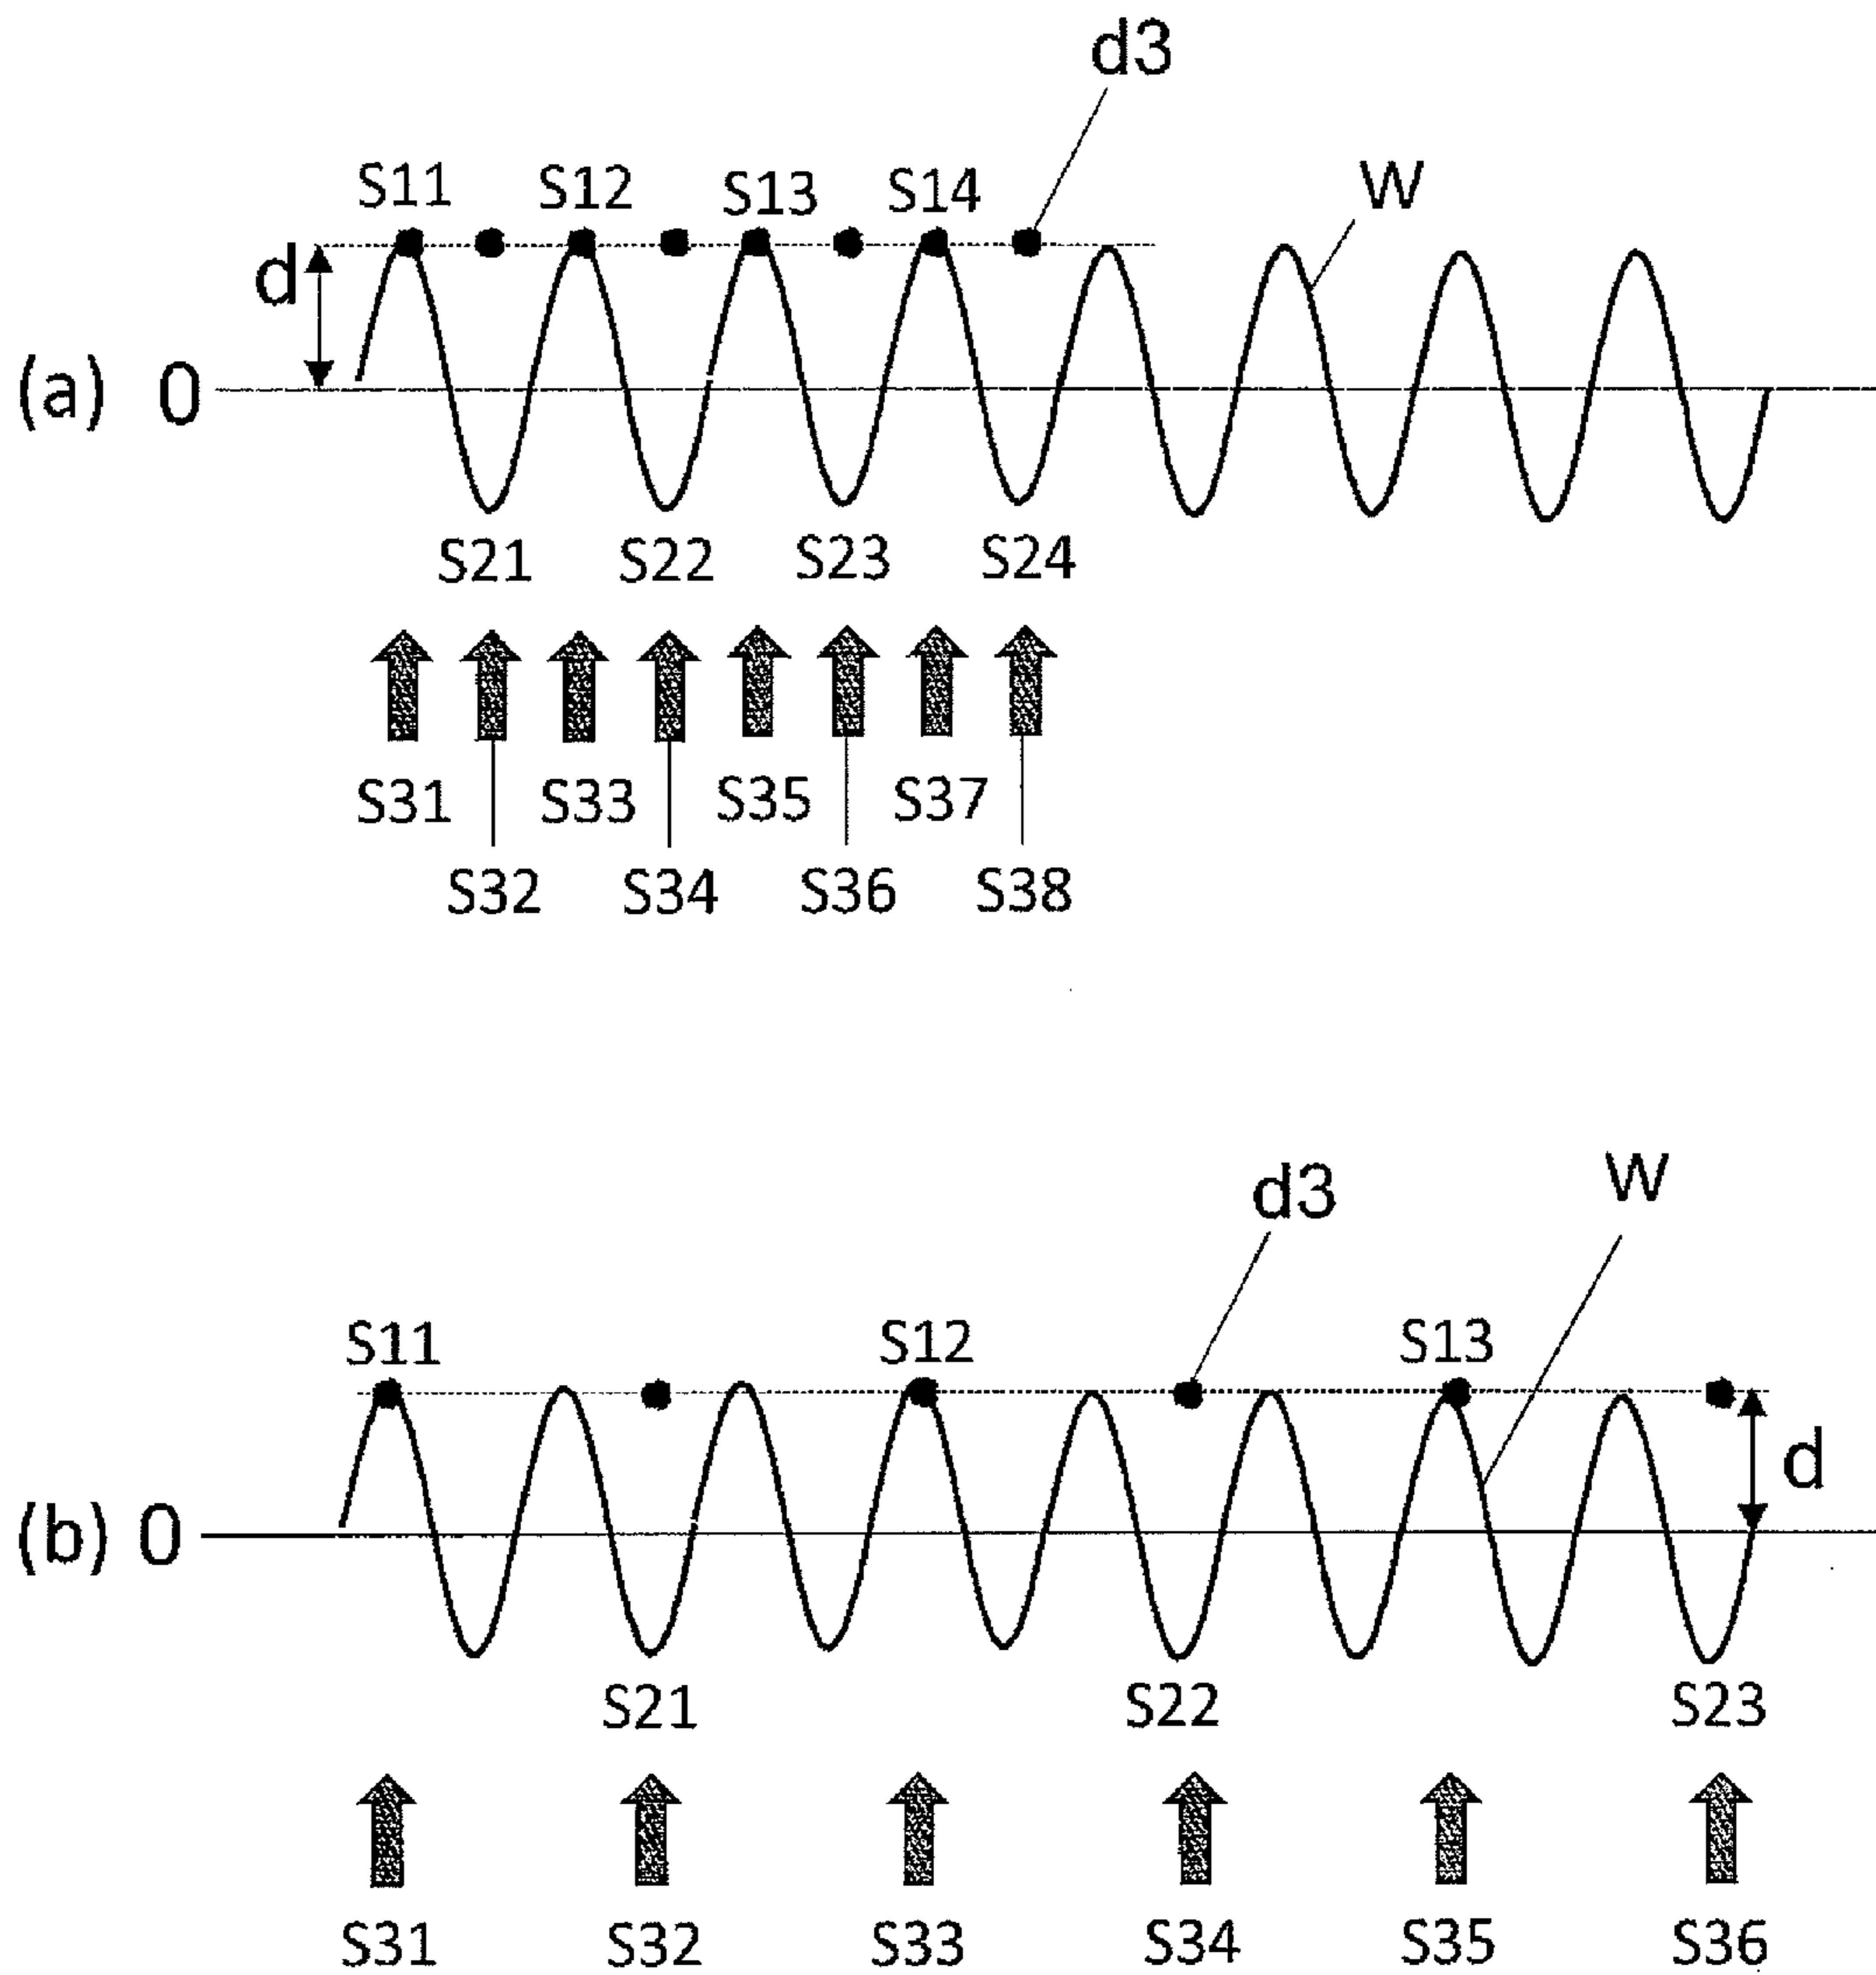 d3
W
S11 S12 S13 S14
d
(a) 0
S21 S22 S23 S24
S31 S33 S35 S37
S32 S34 S36 S38
d3
W
S11 S12 S13
d
(b) 0
S21 S22 S23
S31 S32 S33 S34 S35 S36